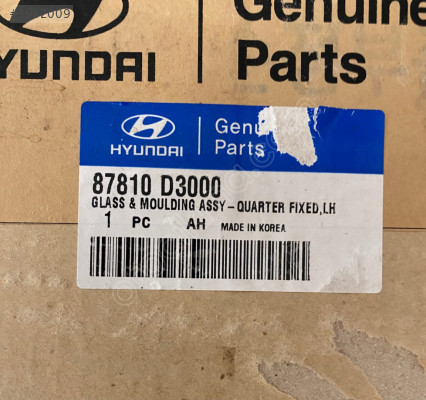 Genuine
HYUNDAI
Parts
HYUNDAI
Genu
Parts
87810 D3000
GLASS & MOULDING ASSY-QUARTER FIXED,LH
1 PC AH MADE IN KOREA